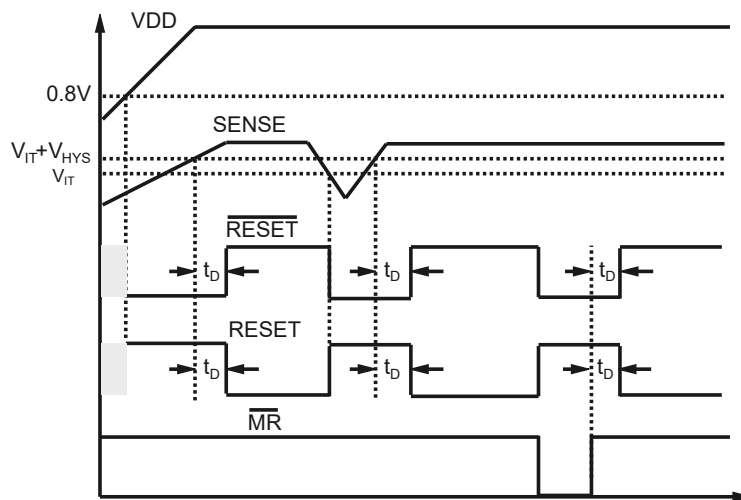 VDD
0.8V
SENSE
V_IT+V_HYS
V_IT
RESET
t_D t_D t_D
RESET
t_D t_D t_D
MR